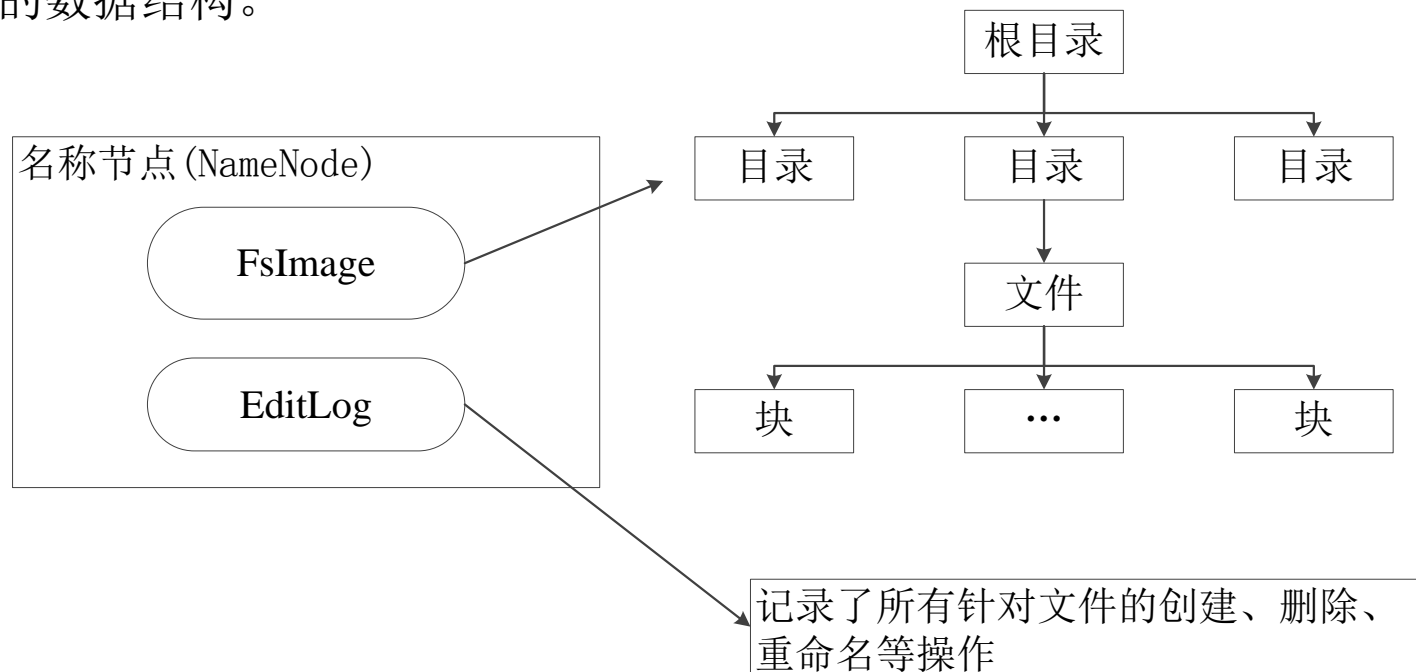 的数据结构。
根目录
名称节点(NameNode)
目录
目录
目录
FsImage
文件
EditLog
块
…
块
记录了所有针对文件的创建、删除、
重命名等操作